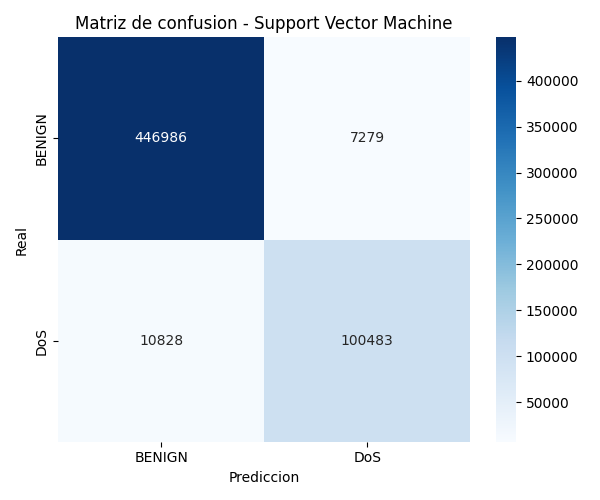 Matriz de confusion - Support Vector Machine
Real
BENIGN
446986
7279
DoS
10828
100483
BENIGN
DoS
Prediccion
400000
350000
300000
250000
200000
150000
100000
50000